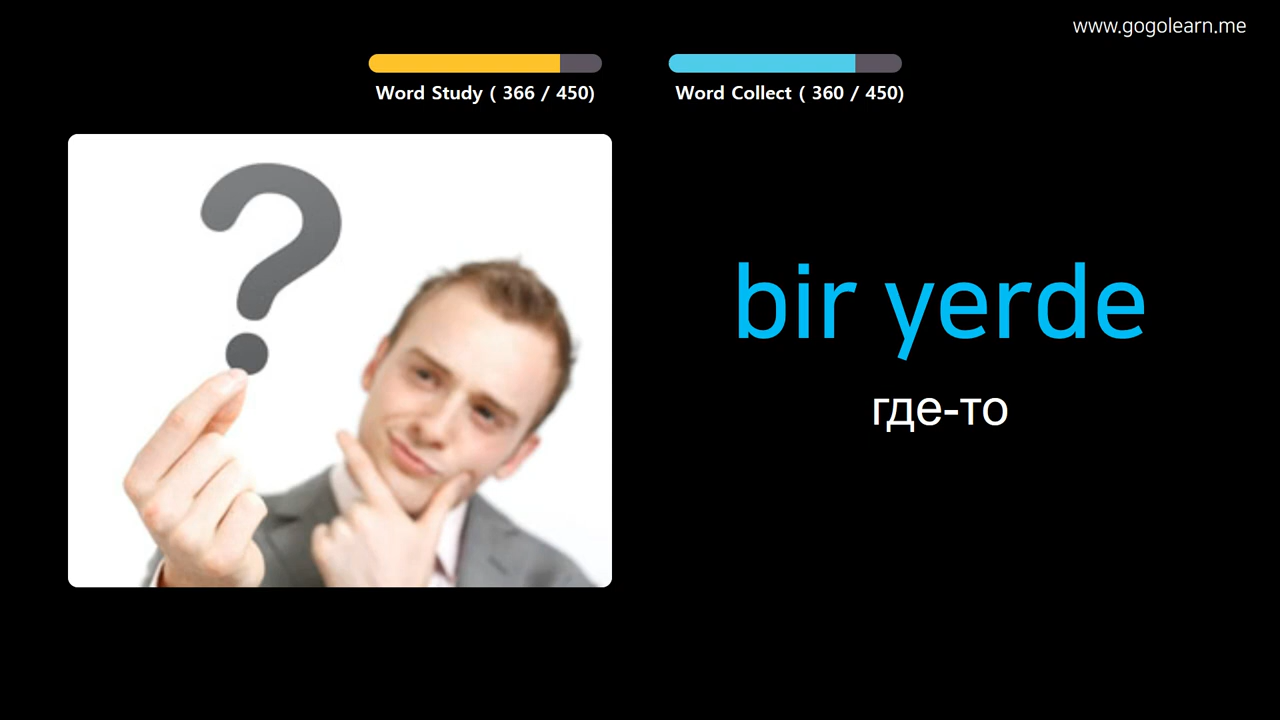 www.gogolearn.me
Word Study ( 366 / 450)
Word Collect ( 360 / 450)
?
bir yerde
где-то